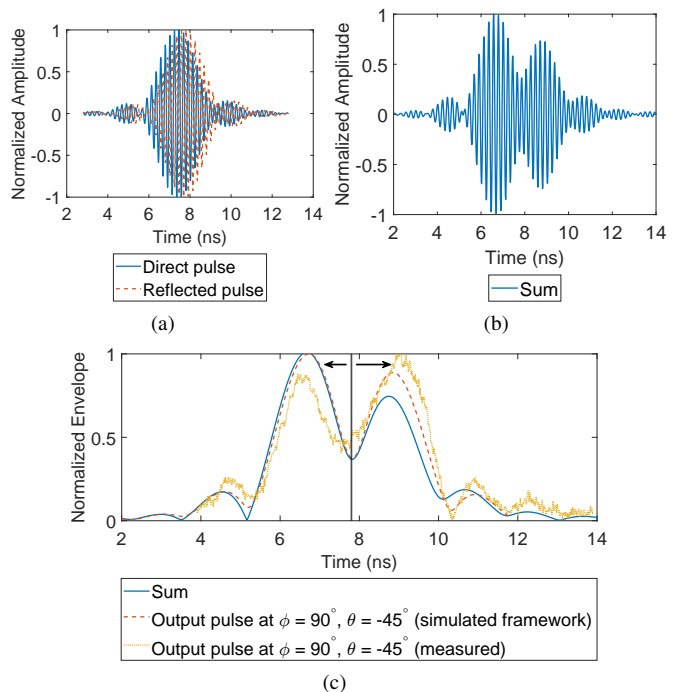 Normalized Amplitude
1
0.5
0
-0.5
-1
2 4 6 8 10 12 14
Time (ns)
Direct pulse
Reflected pulse
(a)
Normalized Amplitude
1
0.5
0
-0.5
-1
2 4 6 8 10 12 14
Time (ns)
Sum
(b)
Normalized Envelope
1
0.5
0
2 4 6 8 10 12 14
Time (ns)
Sum
Output pulse at ϕ = 90°, θ = -45° (simulated framework)
Output pulse at ϕ = 90°, θ = -45° (measured)
(c)